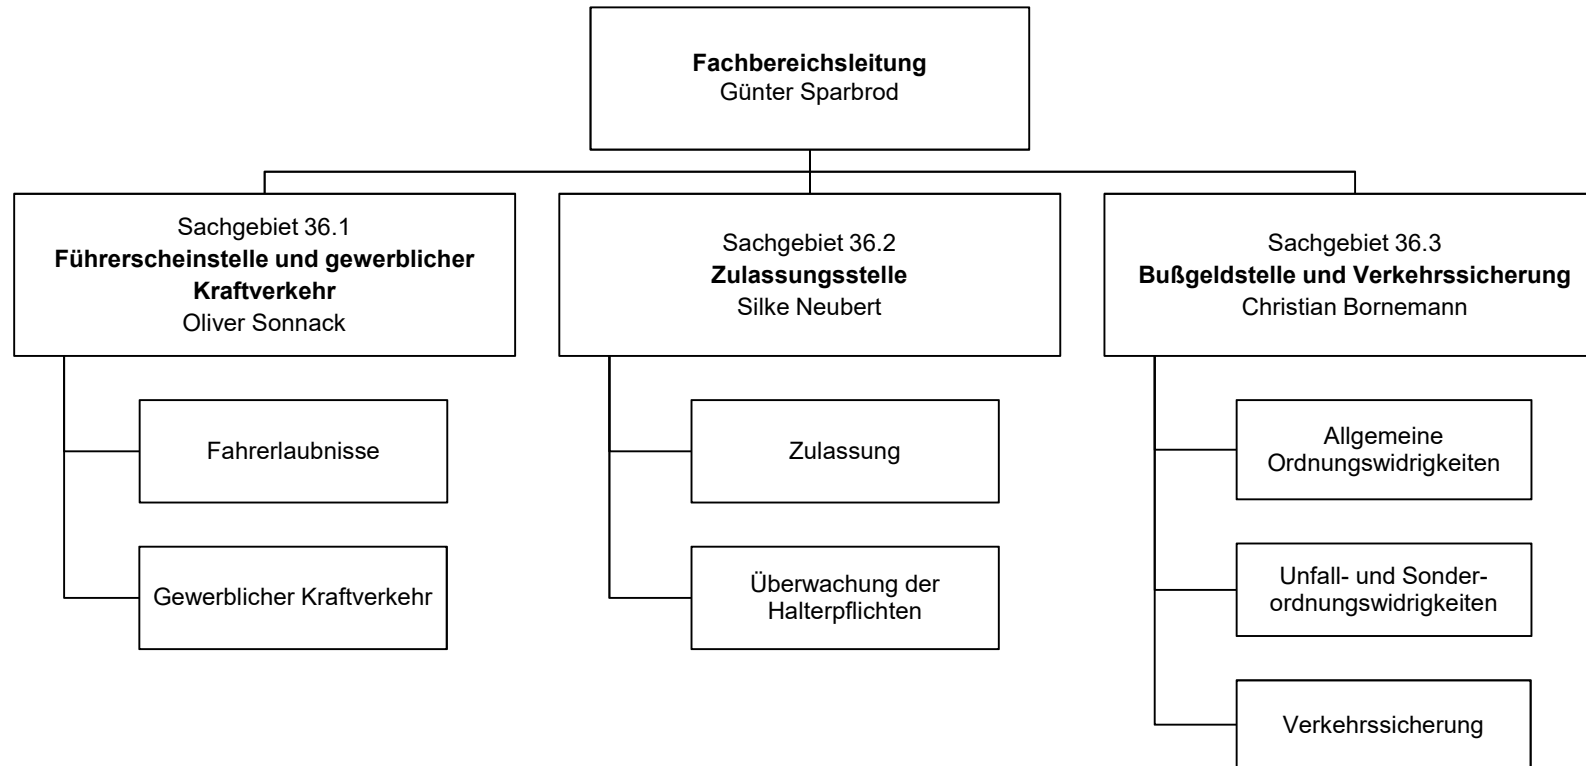 Fachbereichsleitung
Günter Sparbrod
Sachgebiet 36.1
Führerscheinstelle und gewerblicher
Kraftverkehr
Oliver Sonnack
Sachgebiet 36.2
Zulassungsstelle
Silke Neubert
Sachgebiet 36.3
Bußgeldstelle und Verkehrssicherung
Christian Bornemann
Fahrerlaubnisse
Gewerblicher Kraftverkehr
Zulassung
Überwachung der
Halterpflichten
Allgemeine
Ordnungswidrigkeiten
Unfall- und Sonder-
ordnungswidrigkeiten
Verkehrssicherung